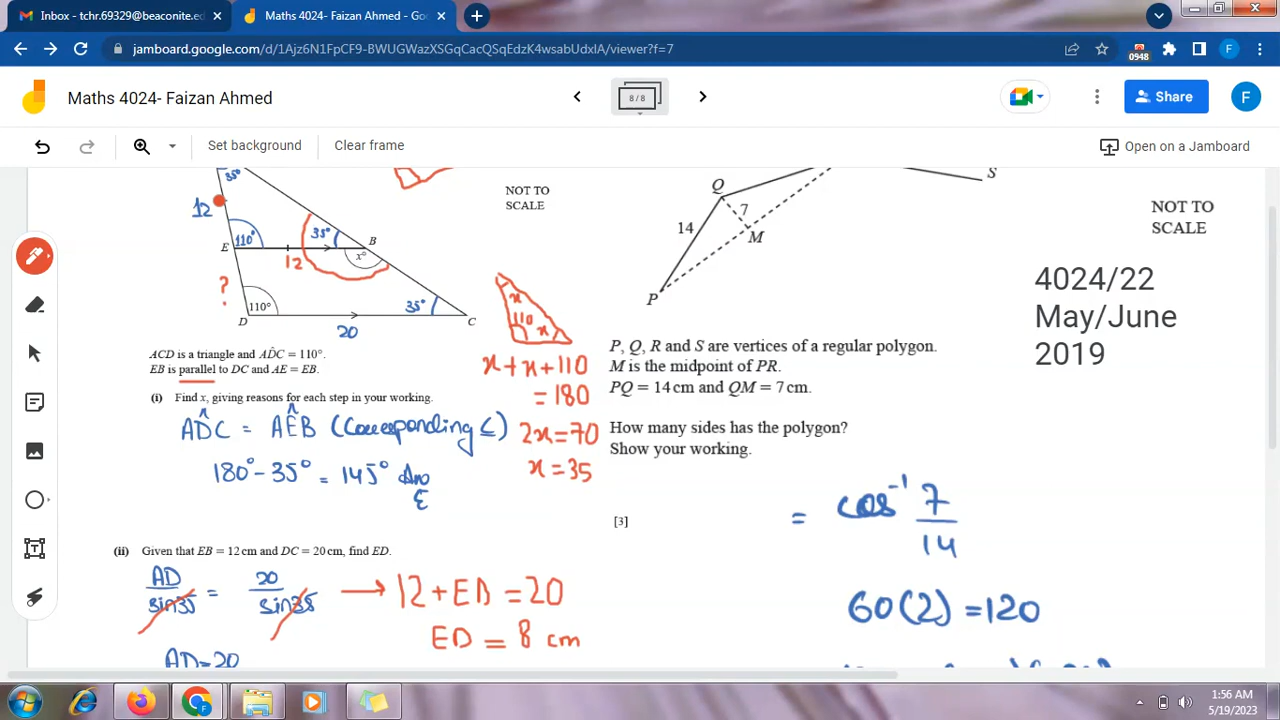 Inbox - tchr.69329@beaconite.ed
Maths 4024 - Faizan Ahmed - Goo
jamboard.google.com/d/1Ajz6N1FpCF9-BWUGWazXSGqCacQSqEdzK4wsabUdxIA/viewer?f=7
0948
F
Maths 4024- Faizan Ahmed
8/8
Share
F
Set background
Clear frame
Open on a Jamboard
35°
12
E
110°
35°
B
12
x°
?
110°
35°
D
C
20
NOT TO
SCALE
x
110
x
ACD is a triangle and AD̂C = 110°.
EB is parallel to DC and AE = EB.
(i) Find x, giving reasons for each step in your working.
AD̂C = AÊB (Corresponding ∠)
180° - 35° = 145° Ans
x + x + 110
= 180
2x = 70
x = 35
(ii) Given that EB = 12 cm and DC = 20 cm, find ED.
AD/sin35 = 20/sin35 → 12 + EB = 20
ED = 8 cm
AD=20
S
Q
7
14
M
P
NOT TO
SCALE
P, Q, R and S are vertices of a regular polygon.
M is the midpoint of PR.
PQ = 14 cm and QM = 7 cm.
How many sides has the polygon?
Show your working.
[3]
= cos⁻¹ 7/14
60(2) = 120
4024/22
May/June
2019
1:56 AM
5/19/2023